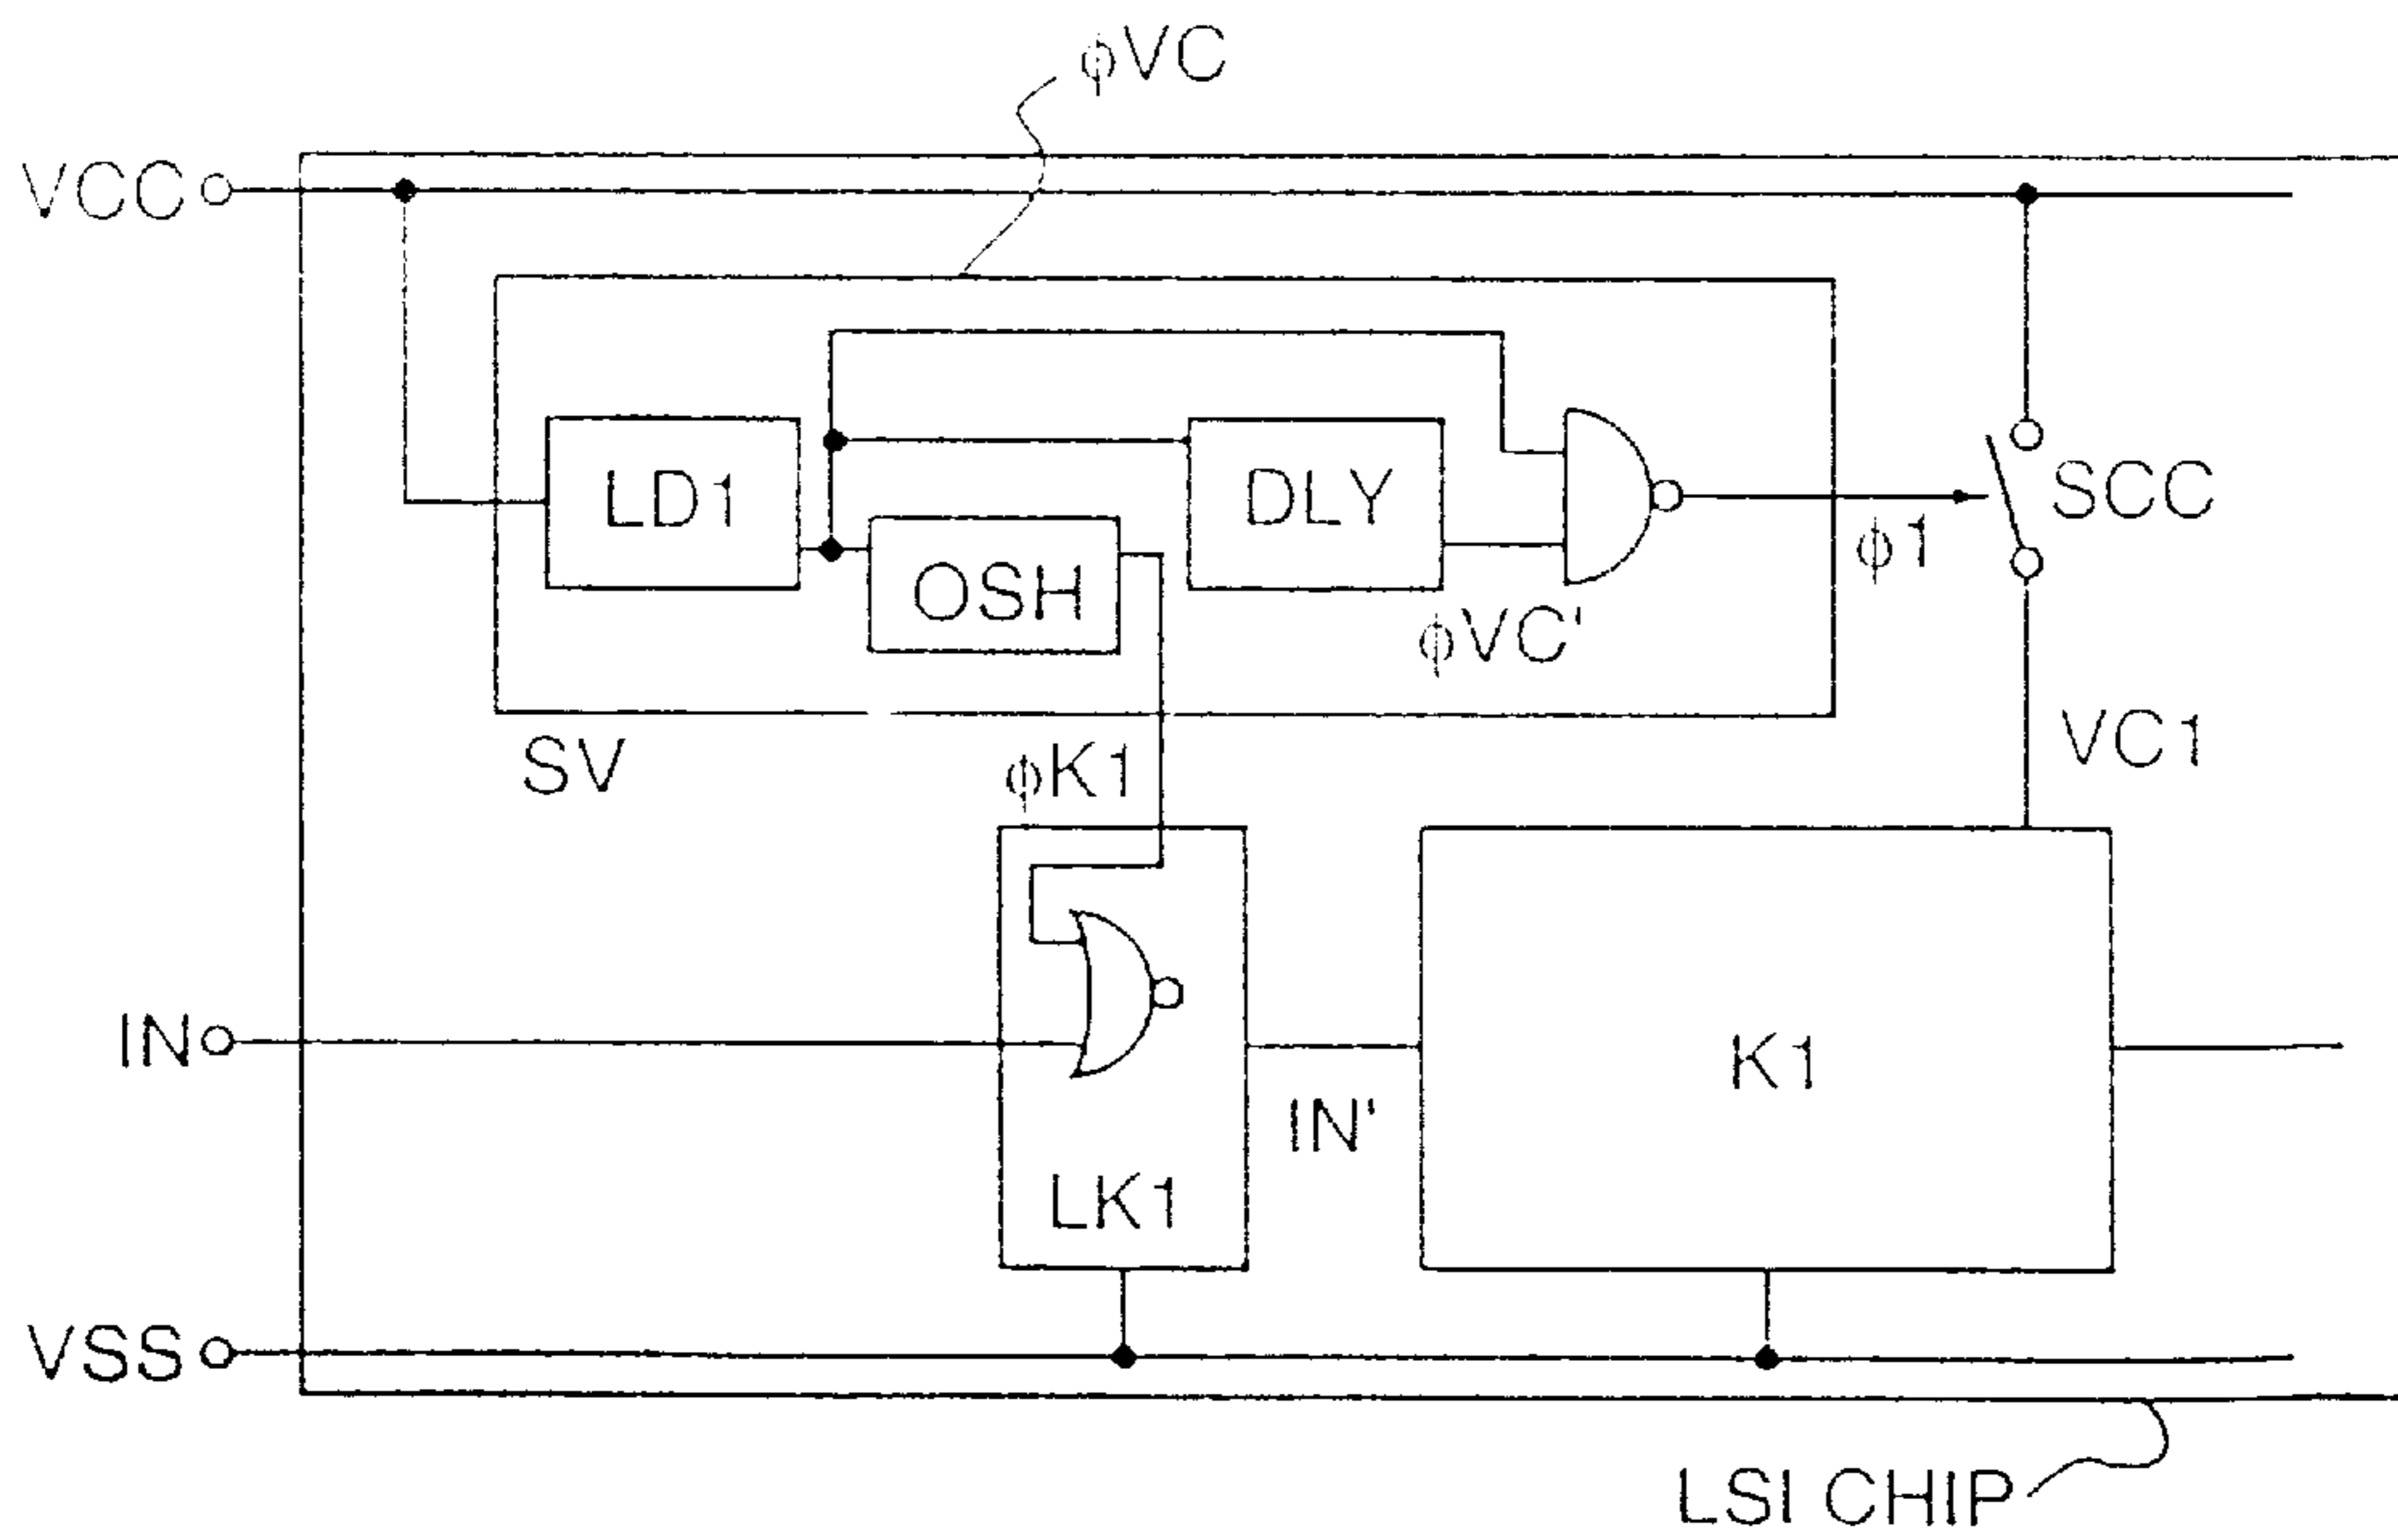 φVC
VCC
LD1
DLY
SCC
OSH
φ1
φVC'
SV
φK1
VC1
IN
K1
IN'
LK1
VSS
LSI CHIP